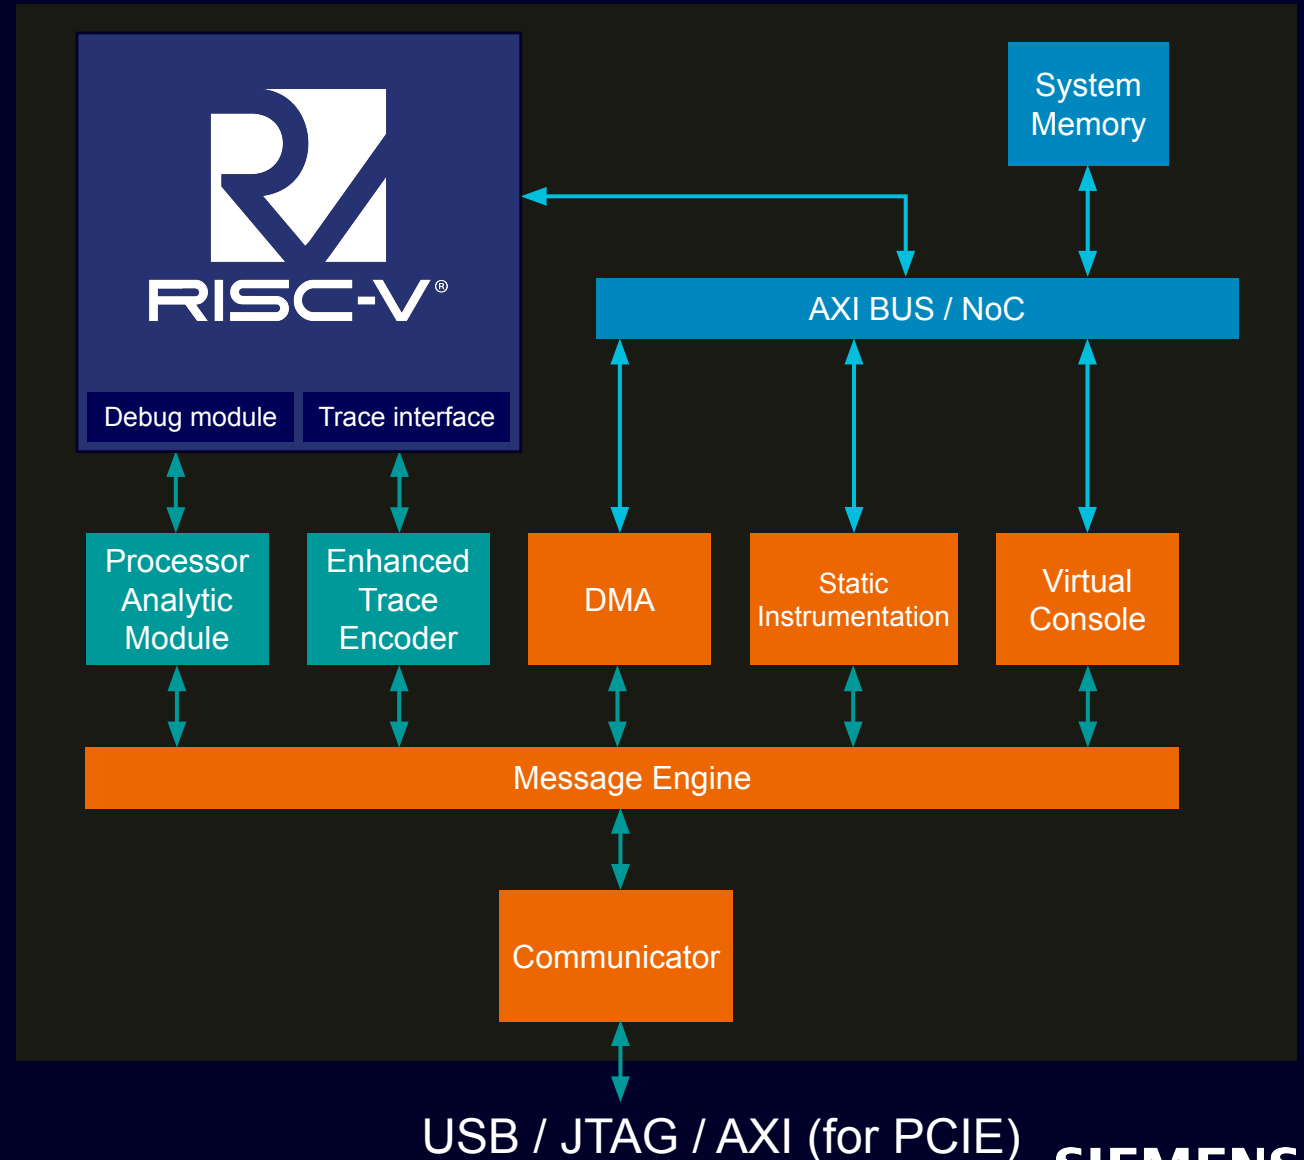 System
Memory
RISC-V®
AXI BUS / NoC
Debug module
Trace interface
Processor
Analytic
Module
Enhanced
Trace
Encoder
DMA
Static
Instrumentation
Virtual
Console
Message Engine
Communicator
USB / JTAG / AXI (for PCIE)
SIEMENS